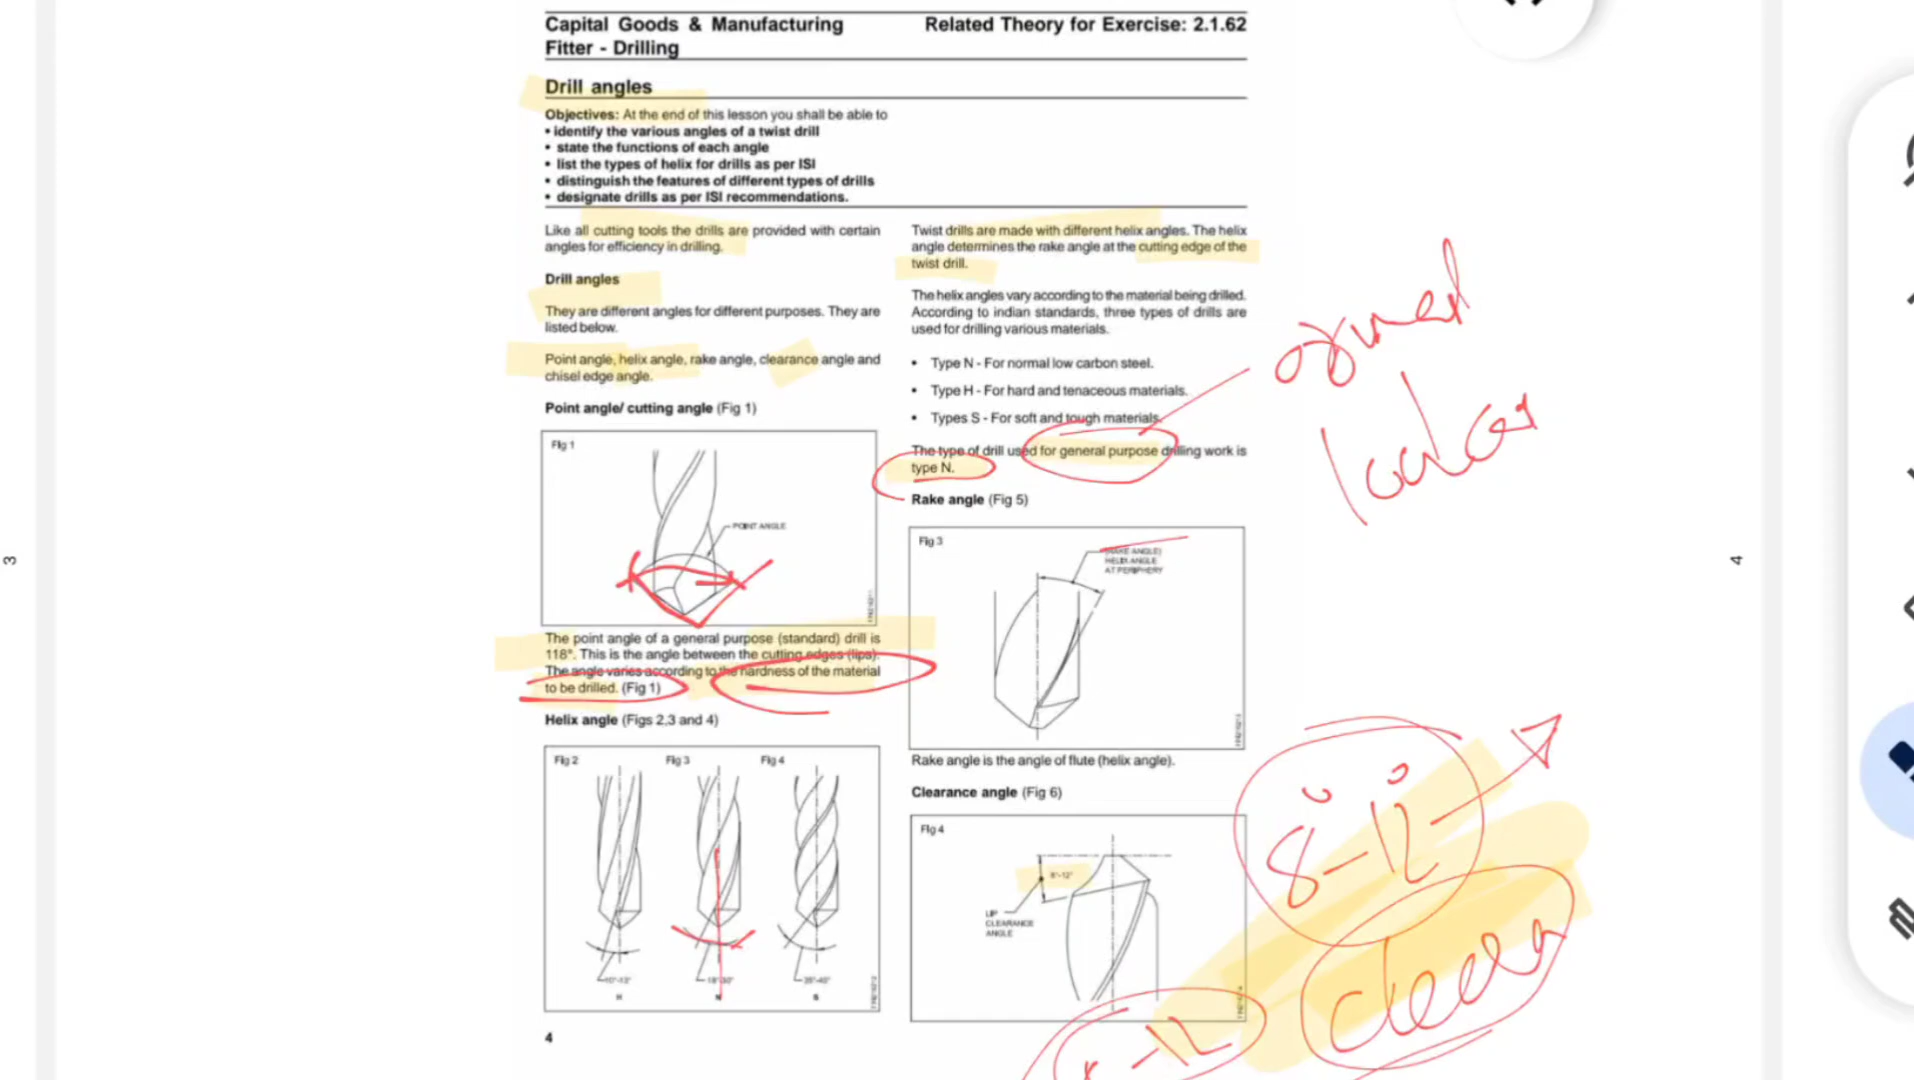 Capital Goods & Manufacturing
Related Theory for Exercise: 2.1.62
Fitter - Drilling
Drill angles
Objectives: At the end of this lesson you shall be able to
• identify the various angles of a twist drill
• state the functions of each angle
• list the types of helix for drills as per ISI
• distinguish the features of different types of drills
• designate drills as per ISI recommendations.
Like all cutting tools the drills are provided with certain
angles for efficiency in drilling.
Drill angles
They are different angles for different purposes. They are
listed below.
Point angle, helix angle, rake angle, clearance angle and
chisel edge angle.
Point angle/ cutting angle (Fig 1)
Fig 1
POINT ANGLE
The point angle of a general purpose (standard) drill is
118°. This is the angle between the cutting edges (lips).
The angle varies according to the hardness of the material
to be drilled. (Fig 1)
Helix angle (Figs 2,3 and 4)
Fig 2
Fig 3
Fig 4
H
N
S
4
Twist drills are made with different helix angles. The helix
angle determines the rake angle at the cutting edge of the
twist drill.
The helix angles vary according to the material being drilled.
According to indian standards, three types of drills are
used for drilling various materials.
• Type N - For normal low carbon steel.
• Type H - For hard and tenaceous materials.
• Types S - For soft and tough materials.
The type of drill used for general purpose drilling work is
type N.
Rake angle (Fig 5)
Fig 3
(RAKE ANGLE)
HELIX ANGLE
AT PERIPHERY
Rake angle is the angle of flute (helix angle).
Clearance angle (Fig 6)
Fig 4
8°-12°
LIP
CLEARANCE
ANGLE
8-12
-12
3
4